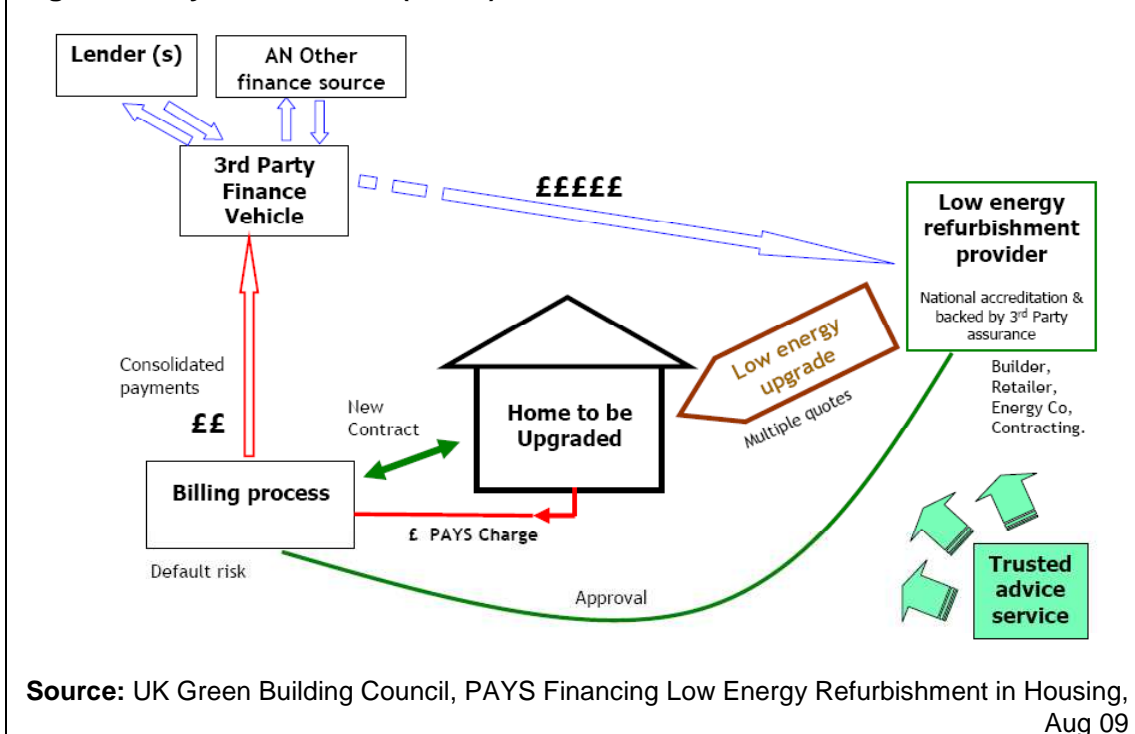 Lender (s)
AN Other
finance source
3rd Party
Finance
Vehicle
£££££
Low energy
refurbishment
provider
National accreditation &
backed by 3rd Party
assurance
Builder,
Retailer,
Energy Co,
Contracting.
Low energy
upgrade
Multiple quotes
Consolidated
payments
££
New
Contract
Home to be
Upgraded
Billing process
£ PAYS Charge
Default risk
Approval
Trusted
advice
service
Source: UK Green Building Council, PAYS Financing Low Energy Refurbishment in Housing,
Aug 09